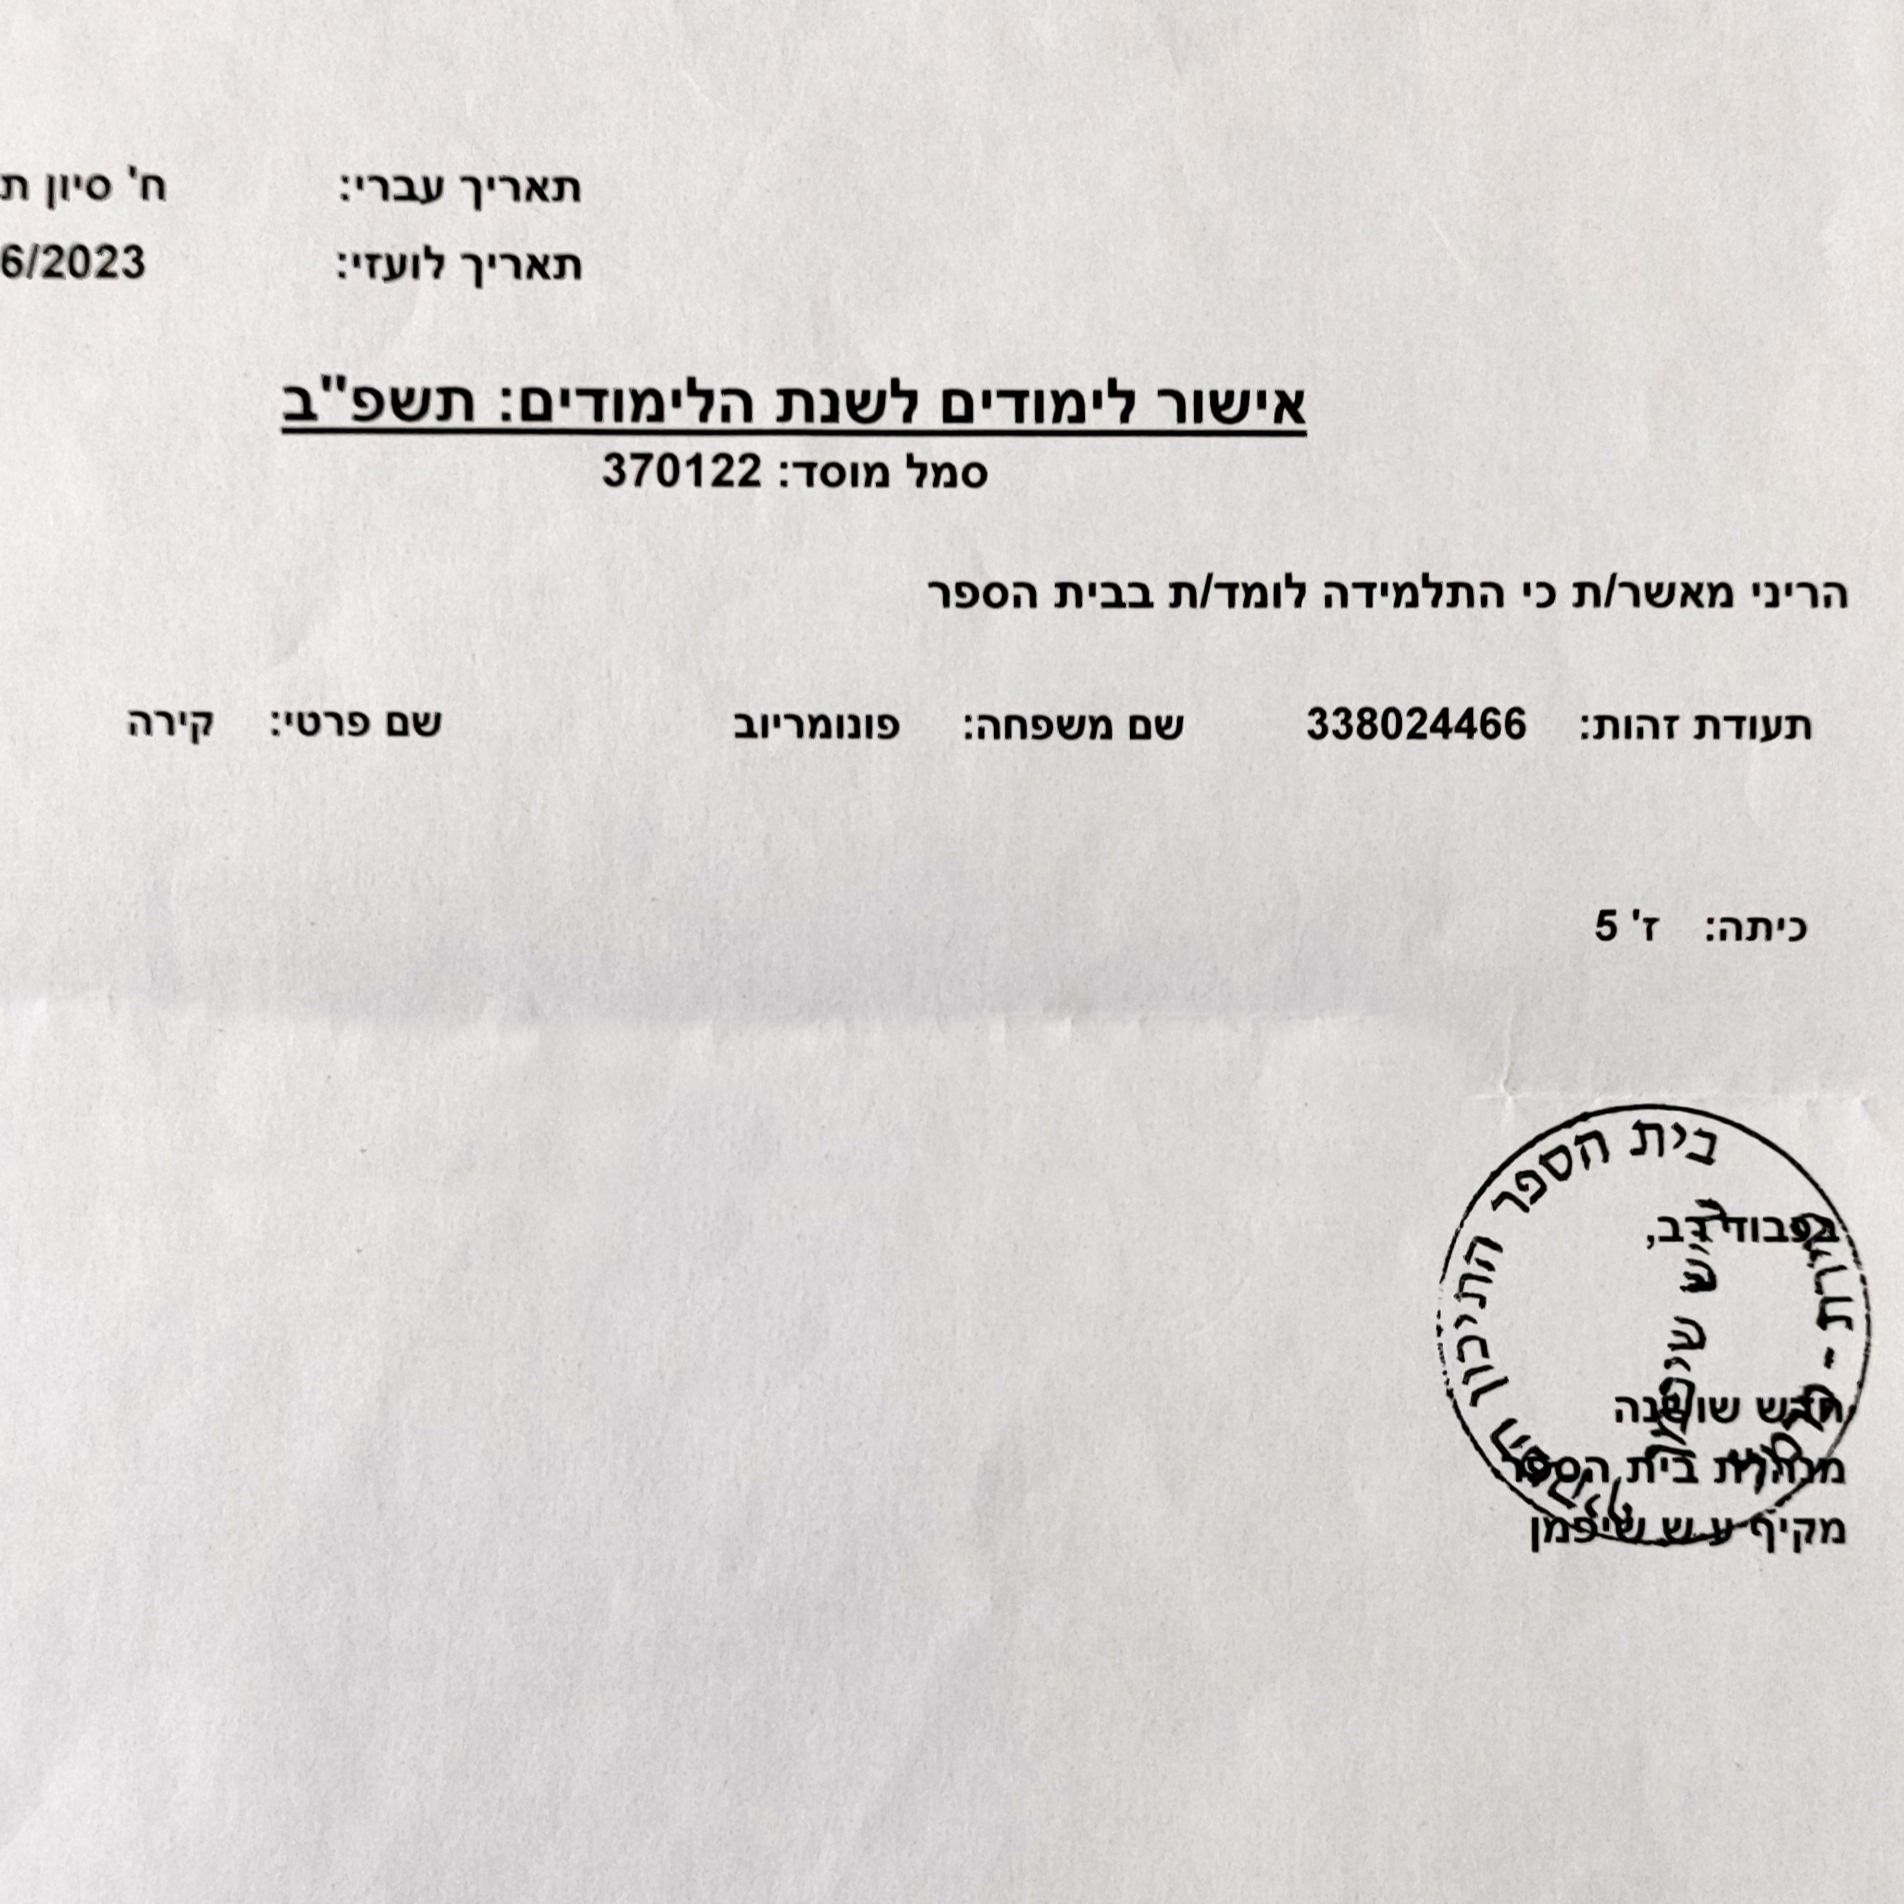 תאריך עברי: ח' סיון ת
תאריך לועזי: 6/2023
אישור לימודים לשנת הלימודים: תשפ"ב
סמל מוסד: 370122
הריני מאשר/ת כי התלמידה לומד/ת בבית הספר
תעודת זהות: 338024466 שם משפחה: פונומריוב שם פרטי: קירה
כיתה: ז' 5
בכבוד רב,
שושנה
מנהלת בית הספר
מקיף ע ש שיפמן
בית הספר התיכון המקיף
ע"ש שיפמן